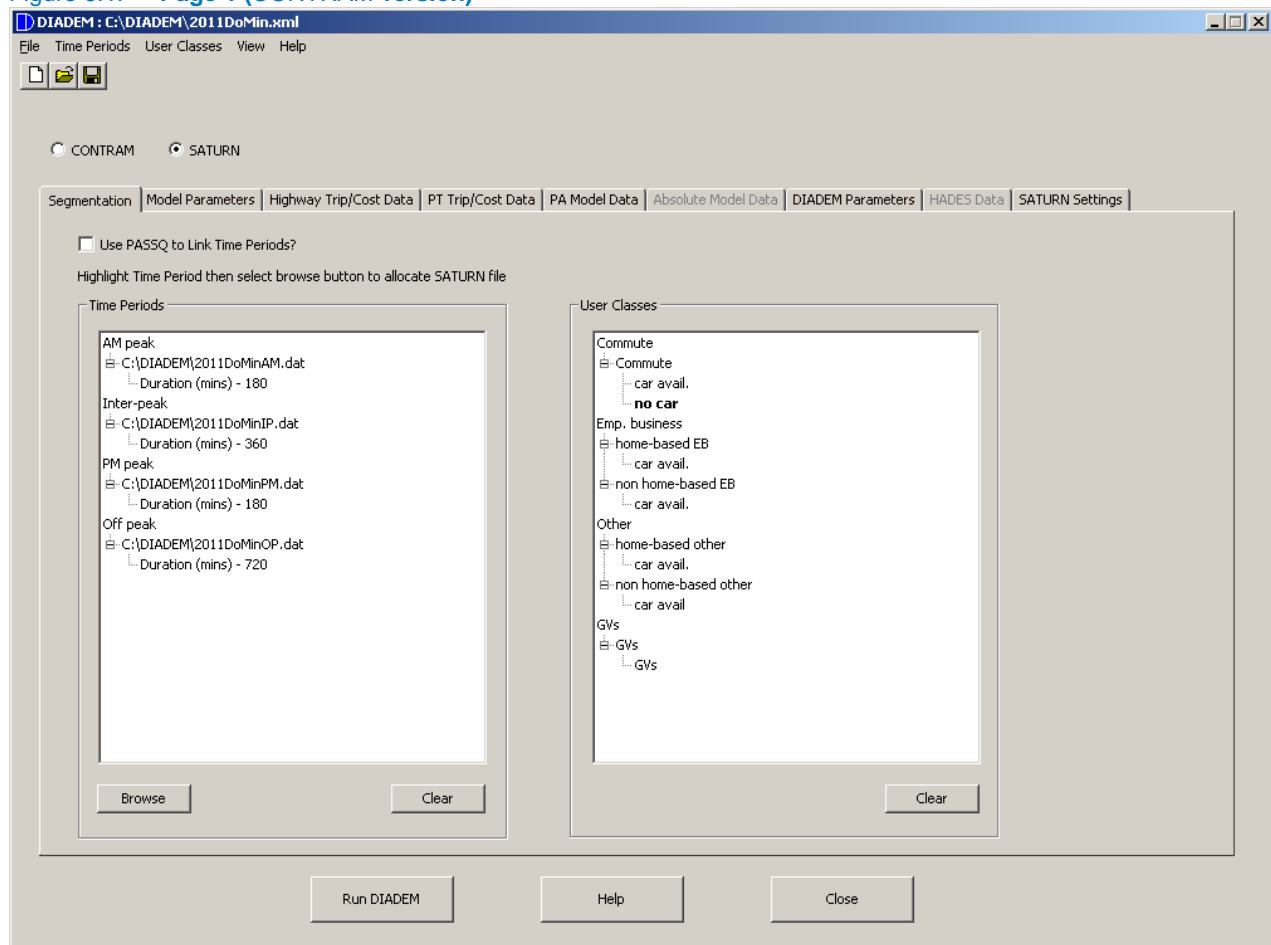 Figure 3.1: Page 1 (CONTRAM version)
DIADEM : C:\DIADEM\2011DoMin.xml
File Time Periods User Classes View Help
CONTRAM SATURN
Segmentation Model Parameters Highway Trip/Cost Data PT Trip/Cost Data PA Model Data Absolute Model Data DIADEM Parameters HADES Data SATURN Settings
Use PASSQ to Link Time Periods?
Highlight Time Period then select browse button to allocate SATURN file
Time Periods
AM peak
C:\DIADEM\2011DoMinAM.dat
Duration (mins) - 180
Inter-peak
C:\DIADEM\2011DoMinIP.dat
Duration (mins) - 360
PM peak
C:\DIADEM\2011DoMinPM.dat
Duration (mins) - 180
Off peak
C:\DIADEM\2011DoMinOP.dat
Duration (mins) - 720
Browse Clear
User Classes
Commute
Commute
car avail.
no car
Emp. business
home-based EB
car avail.
non home-based EB
car avail.
Other
home-based other
car avail.
non home-based other
car avail
GVs
GVs
GVs
Clear
Run DIADEM Help Close